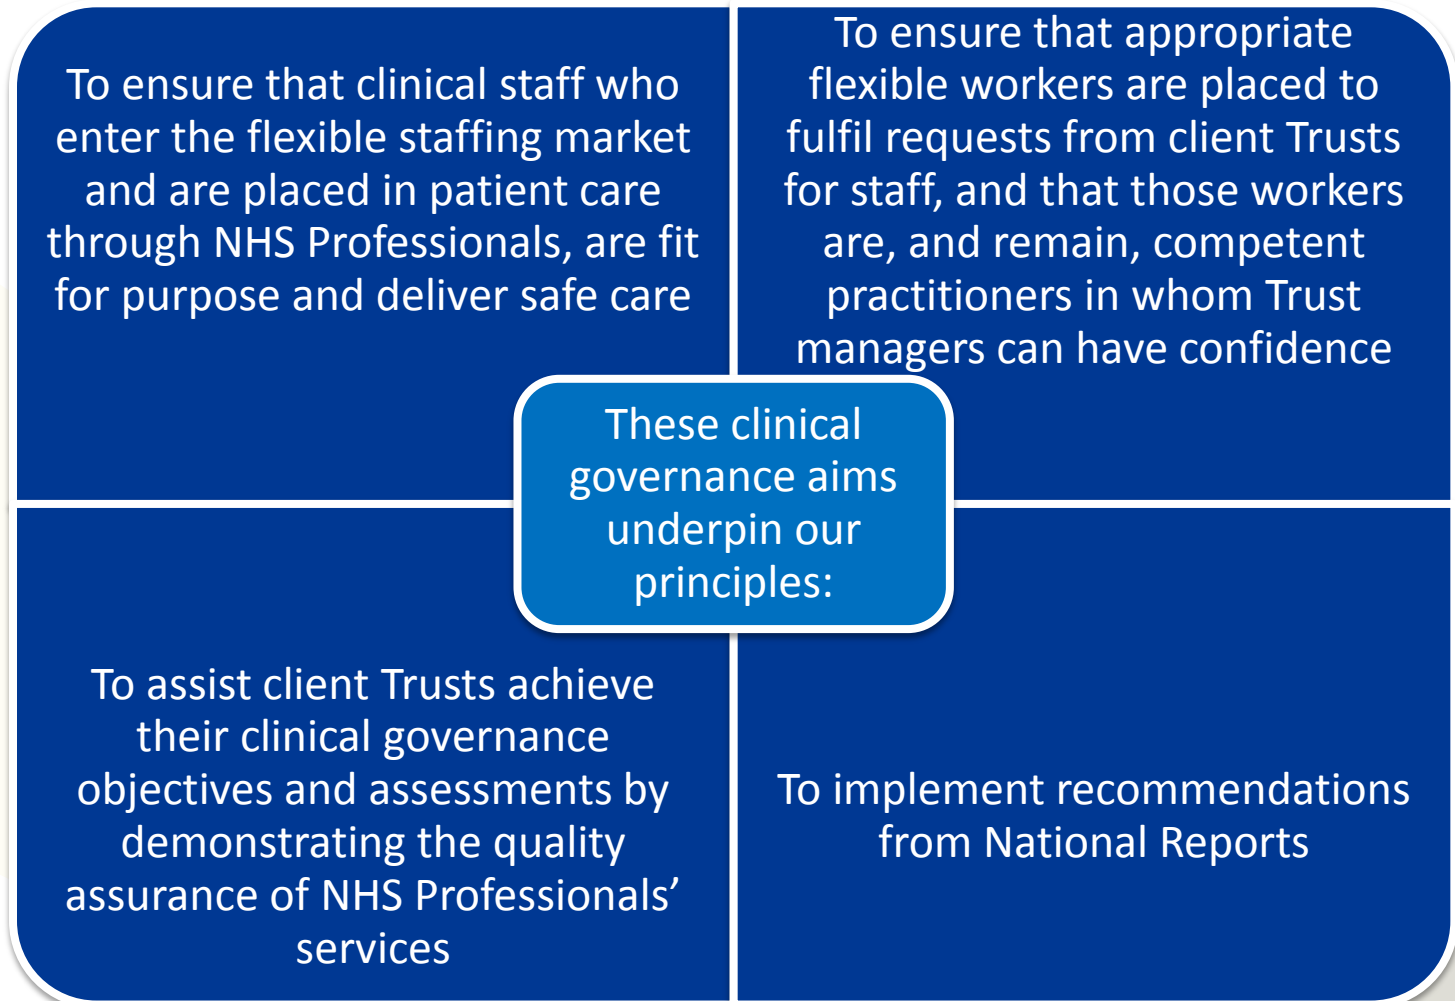 To ensure that clinical staff who
enter the flexible staffing market
and are placed in patient care
through NHS Professionals, are fit
for purpose and deliver safe care
To ensure that appropriate
flexible workers are placed to
fulfil requests from client Trusts
for staff, and that those workers
are, and remain, competent
practitioners in whom Trust
managers can have confidence
These clinical
governance aims
underpin our
principles:
To assist client Trusts achieve
their clinical governance
objectives and assessments by
demonstrating the quality
assurance of NHS Professionals’
services
To implement recommendations
from National Reports